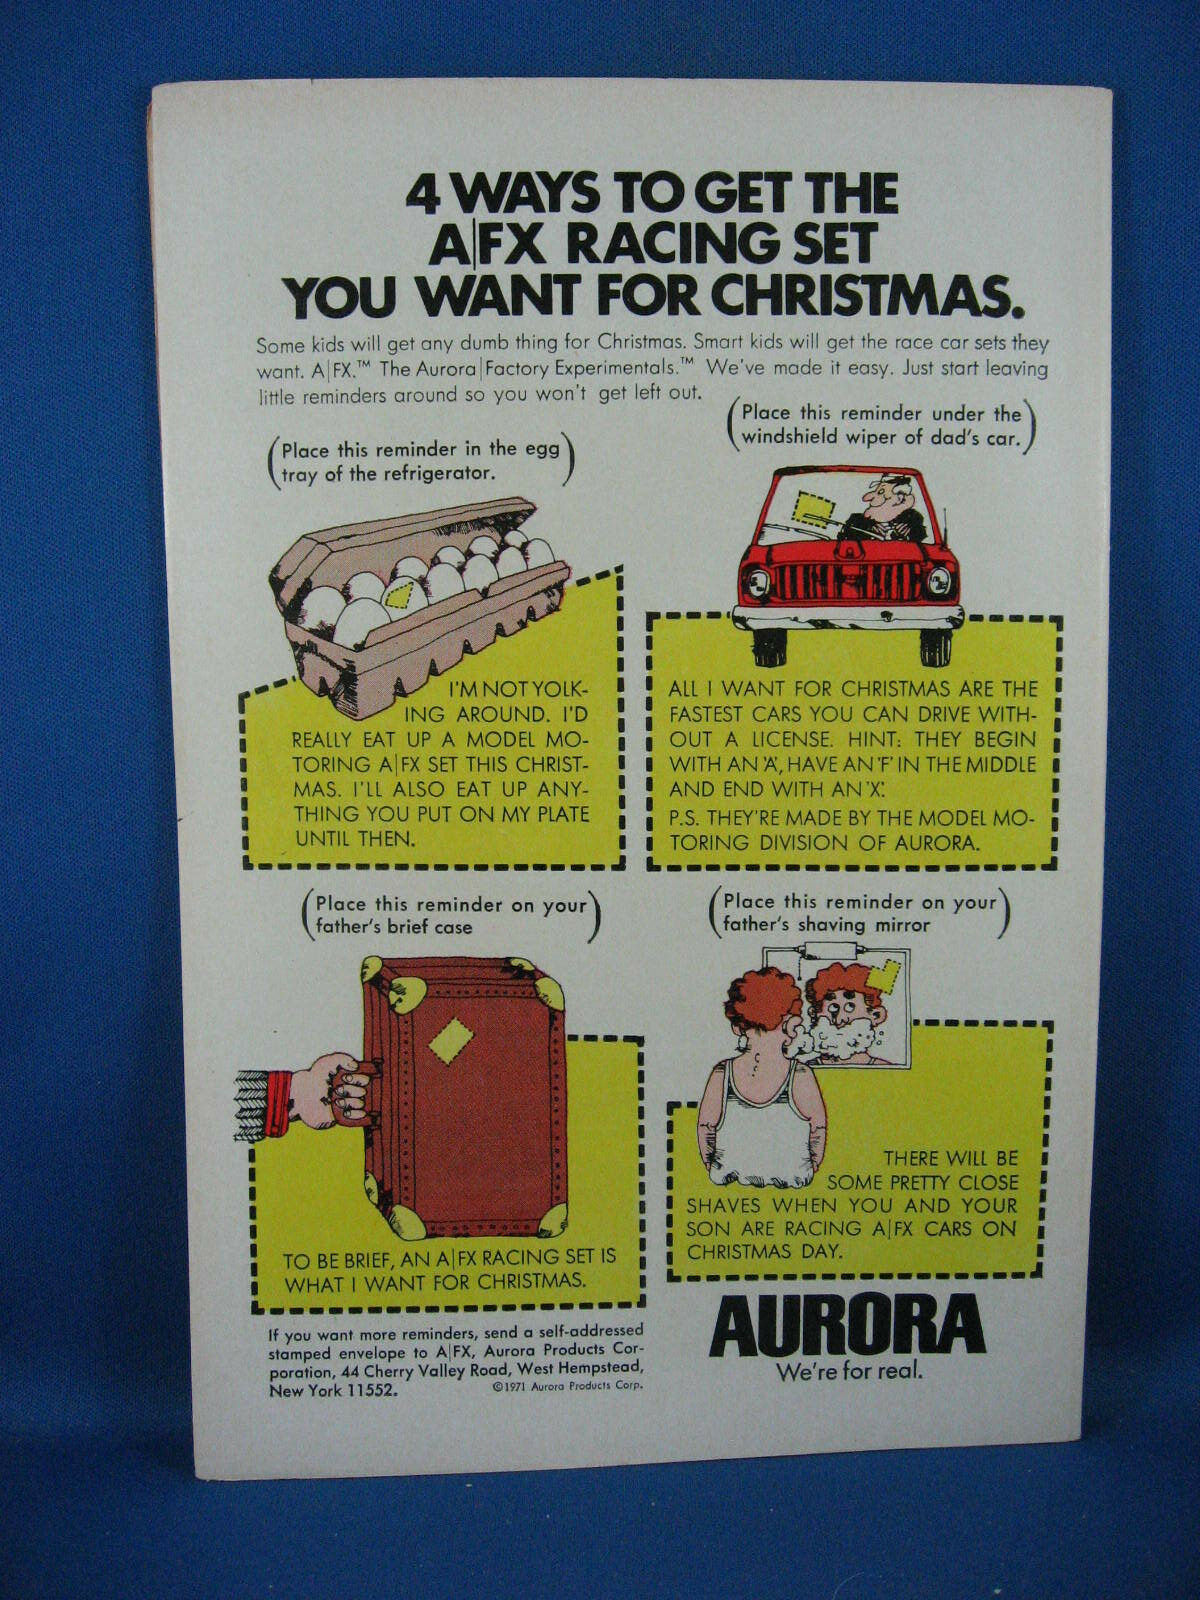 4 WAYS TO GET THE
A|FX RACING SET
YOU WANT FOR CHRISTMAS.
Some kids will get any dumb thing for Christmas. Smart kids will get the race car sets they
want. A|FX.™ The Aurora|Factory Experimentals.™ We've made it easy. Just start leaving
little reminders around so you won't get left out.
(Place this reminder in the egg
tray of the refrigerator.)
I'M NOT YOLK-
ING AROUND. I'D
REALLY EAT UP A MODEL MO-
TORING A|FX SET THIS CHRIST-
MAS. I'LL ALSO EAT UP ANY-
THING YOU PUT ON MY PLATE
UNTIL THEN.
(Place this reminder under the
windshield wiper of dad's car.)
ALL I WANT FOR CHRISTMAS ARE THE
FASTEST CARS YOU CAN DRIVE WITH-
OUT A LICENSE. HINT: THEY BEGIN
WITH AN 'A', HAVE AN 'F' IN THE MIDDLE
AND END WITH AN 'X'.
P.S. THEY'RE MADE BY THE MODEL MO-
TORING DIVISION OF AURORA.
(Place this reminder on your
father's brief case)
TO BE BRIEF, AN A|FX RACING SET IS
WHAT I WANT FOR CHRISTMAS.
(Place this reminder on your
father's shaving mirror)
THERE WILL BE
SOME PRETTY CLOSE
SHAVES WHEN YOU AND YOUR
SON ARE RACING A|FX CARS ON
CHRISTMAS DAY.
If you want more reminders, send a self-addressed
stamped envelope to A|FX, Aurora Products Cor-
poration, 44 Cherry Valley Road, West Hempstead,
New York 11552.
©1971 Aurora Products Corp.
AURORA
We're for real.